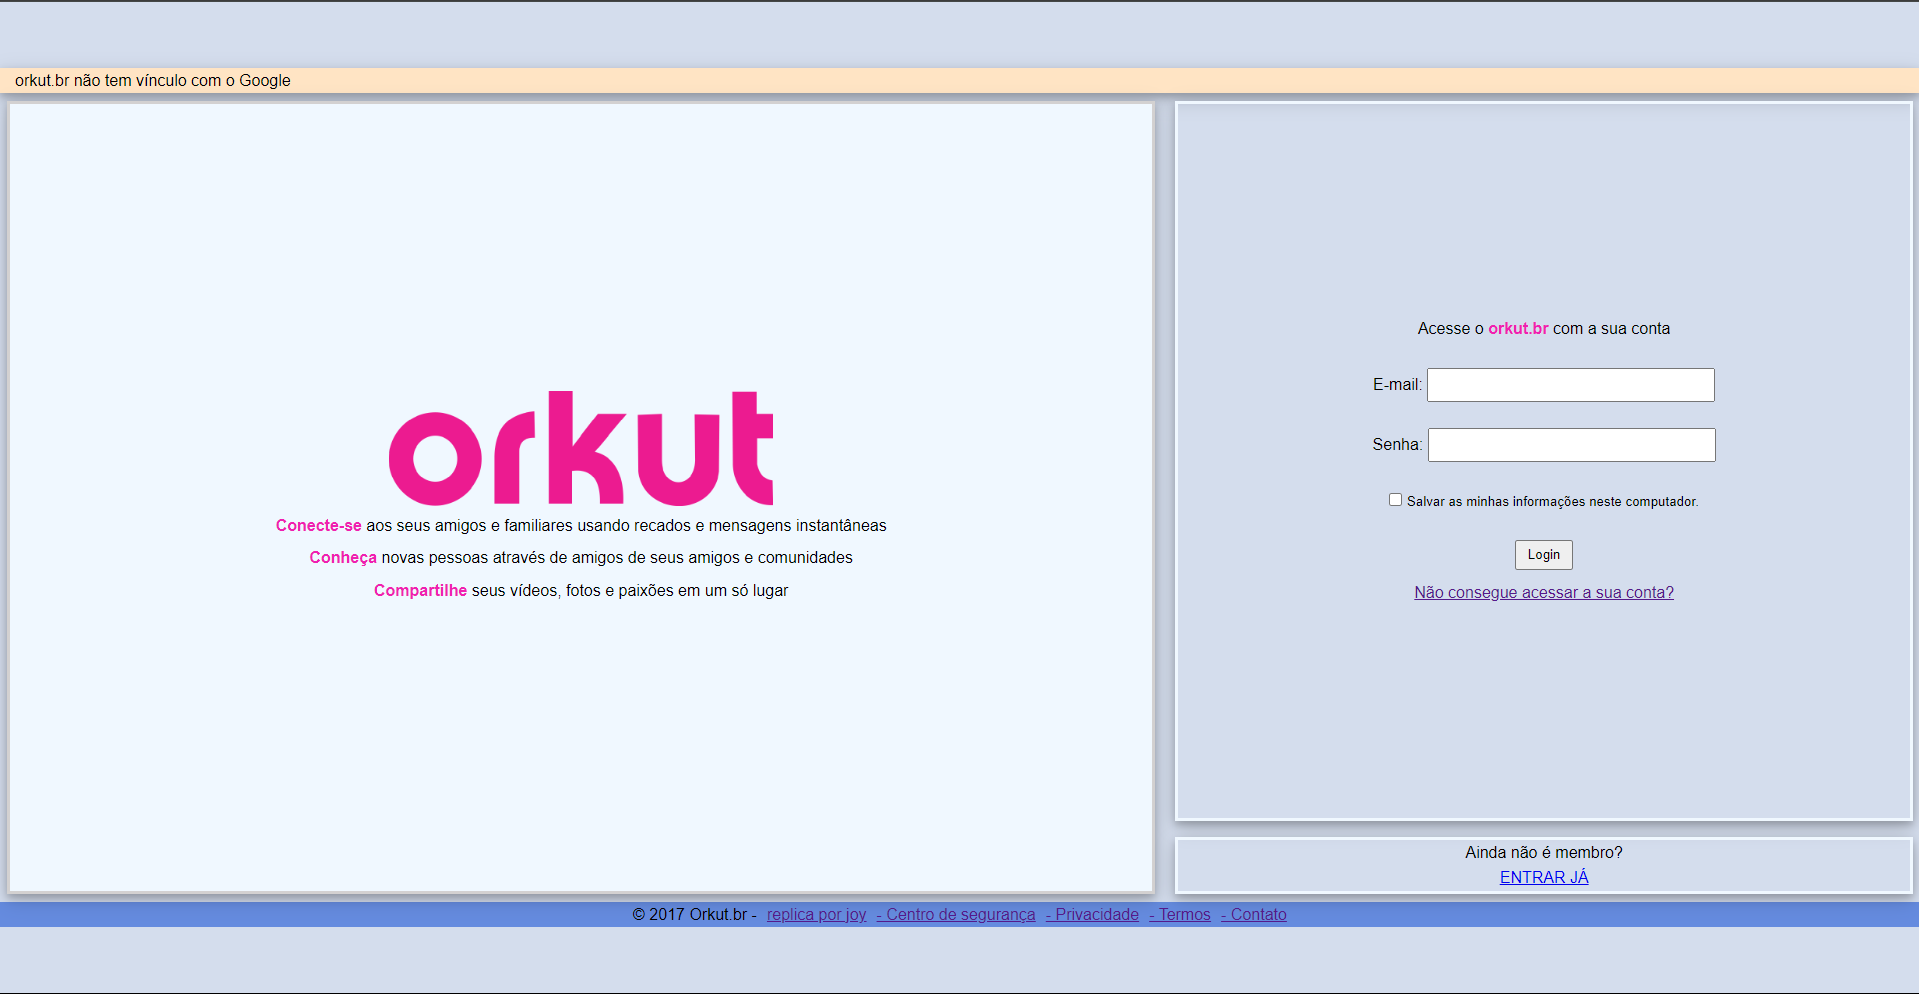 orkut.br não tem vínculo com o Google
orkut
Conecte-se aos seus amigos e familiares usando recados e mensagens instantâneas
Conheça novas pessoas através de amigos de seus amigos e comunidades
Compartilhe seus vídeos, fotos e paixões em um só lugar
Acesse o orkut.br com a sua conta
E-mail:
Senha:
Salvar as minhas informações neste computador.
Login
Não consegue acessar a sua conta?
Ainda não é membro?
ENTRAR JÁ
© 2017 Orkut.br - replica por joy - Centro de segurança - Privacidade - Termos - Contato